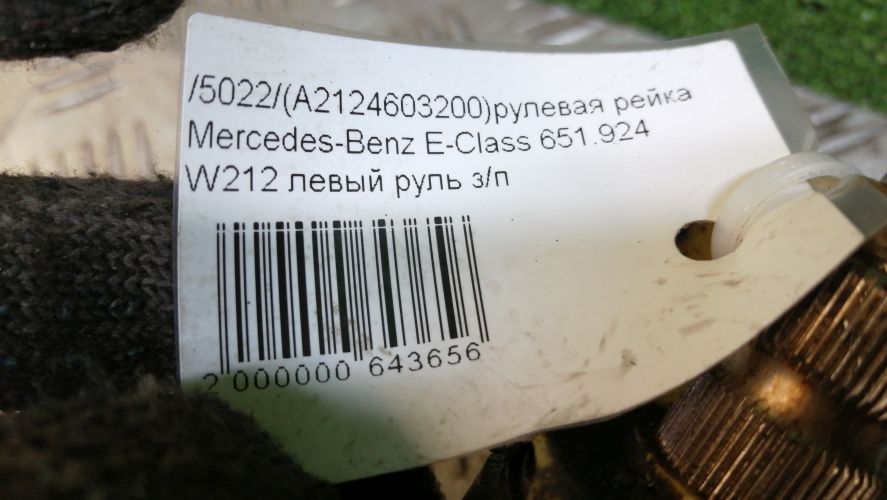 /5022/(A2124603200)рулевая рейка
Mercedes-Benz E-Class 651.924
W212 левый руль з/п
2 000000 643656